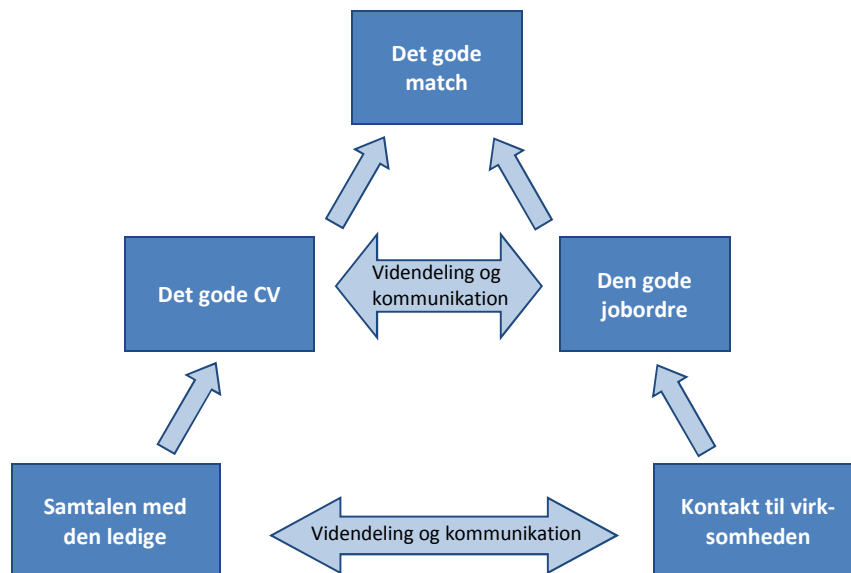 Det gode
match
Det gode CV
Videndeling og
kommunikation
Den gode
jobordre
Samtalen med
den ledige
Videndeling og kommunikation
Kontakt til virk-
somheden